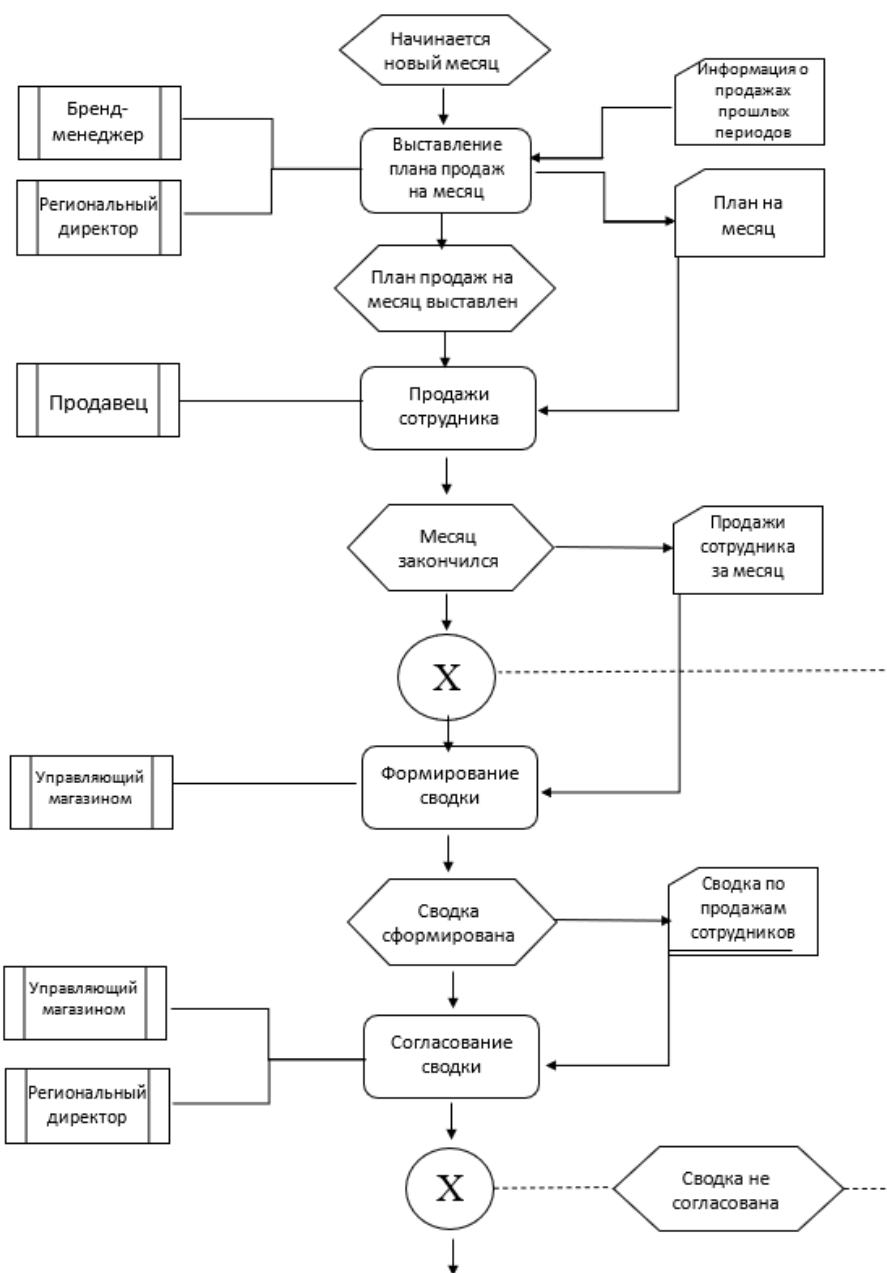 Начинается
новый месяц
Информация о
продажах
прошлых
периодов
Бренд-
менеджер
Выставление
плана продаж
на месяц
Региональный
директор
План на
месяц
План продаж на
месяц выставлен
Продавец
Продажи
сотрудника
Месяц
закончился
Продажи
сотрудника
за месяц
X
Управляющий
магазином
Формирование
сводки
Сводка
сформирована
Сводка по
продажам
сотрудников
Управляющий
магазином
Согласование
сводки
Региональный
директор
X
Сводка не
согласована